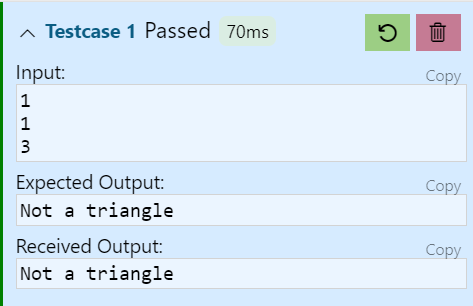 Testcase 1 Passed 70ms
Input:
Copy
1
1
3
Expected Output:
Copy
Not a triangle
Received Output:
Copy
Not a triangle